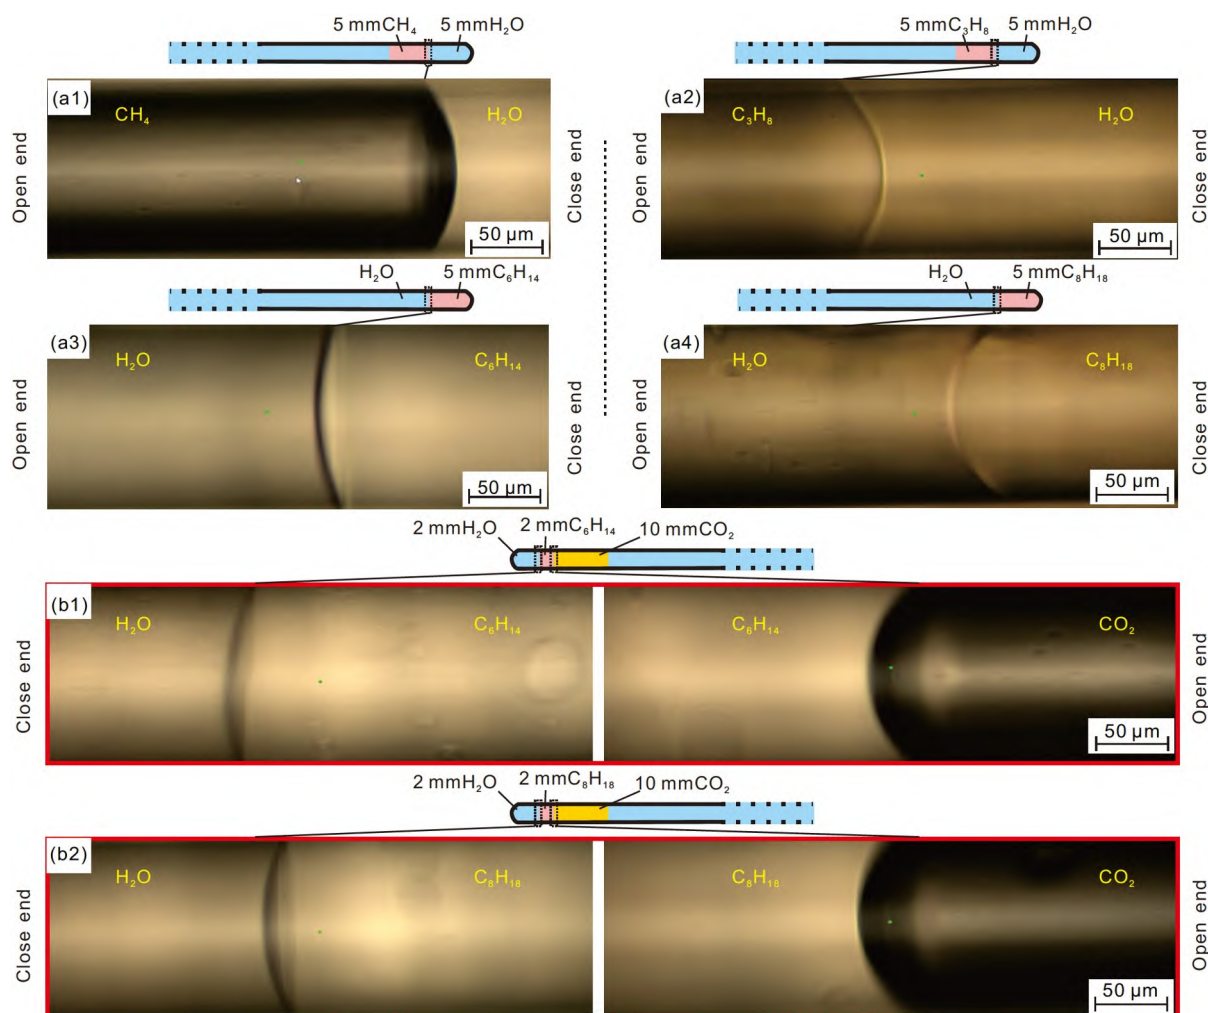 5 mmCH₄ 5 mmH₂O
(a1) CH₄ H₂O
Open end
Close end
50 μm
5 mmC₃H₈ 5 mmH₂O
(a2) C₃H₈ H₂O
Open end
Close end
50 μm
H₂O 5 mmC₆H₁₄
(a3) H₂O C₆H₁₄
Open end
Close end
50 μm
H₂O 5 mmC₈H₁₈
(a4) H₂O C₈H₁₈
Open end
Close end
50 μm
2 mmH₂O 2 mmC₆H₁₄ 10 mmCO₂
(b1) H₂O C₆H₁₄ C₆H₁₄ CO₂
Close end
Open end
50 μm
2 mmH₂O 2 mmC₈H₁₈ 10 mmCO₂
(b2) H₂O C₈H₁₈ C₈H₁₈ CO₂
Close end
Open end
50 μm